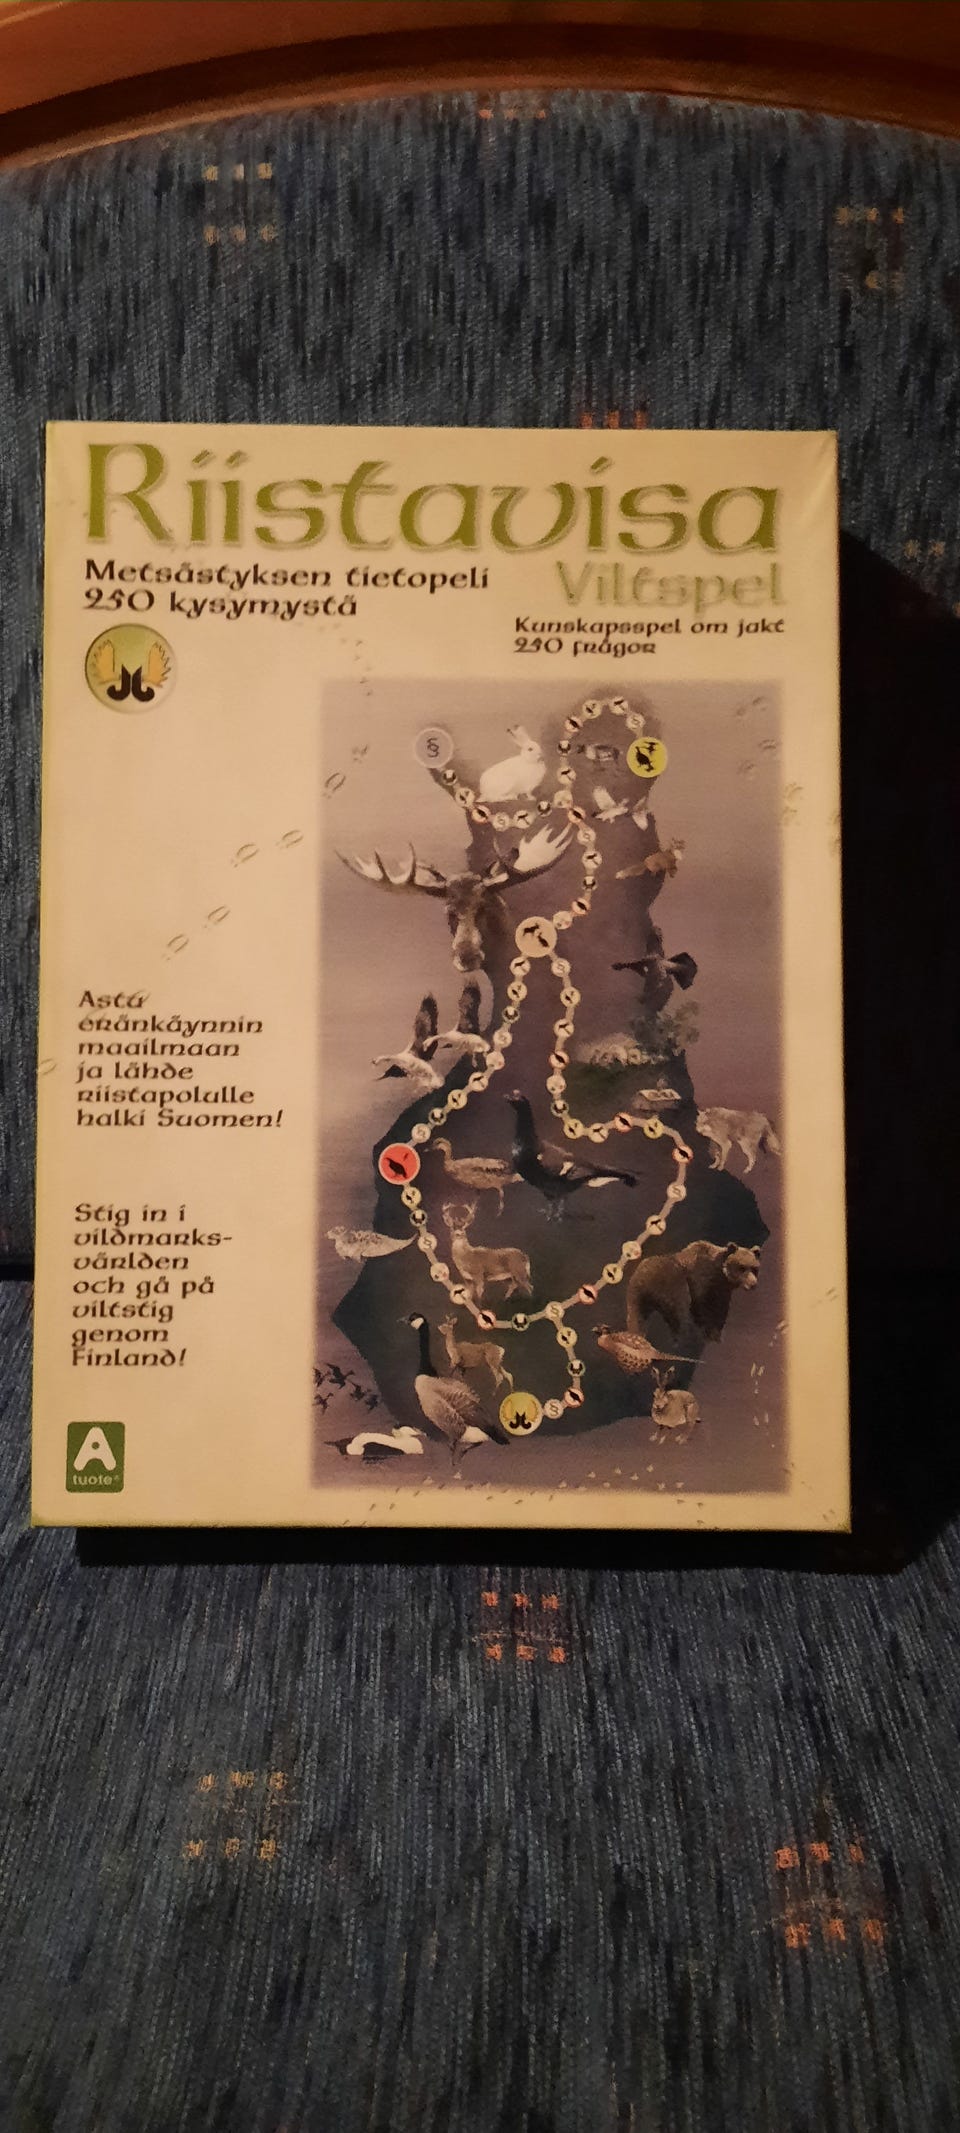 Riistavisa
Metsästyksen tietopeli
250 kysymystä
Viltspel
Kunskapsspel om jakt
250 frågor
Astu
eränkäynnin
maailmaan
ja lähde
riistapolulle
halki Suomen!
Stig in i
vildmarks-
världen
och gå på
viltstig
genom
Finland!
A
tuote®
§